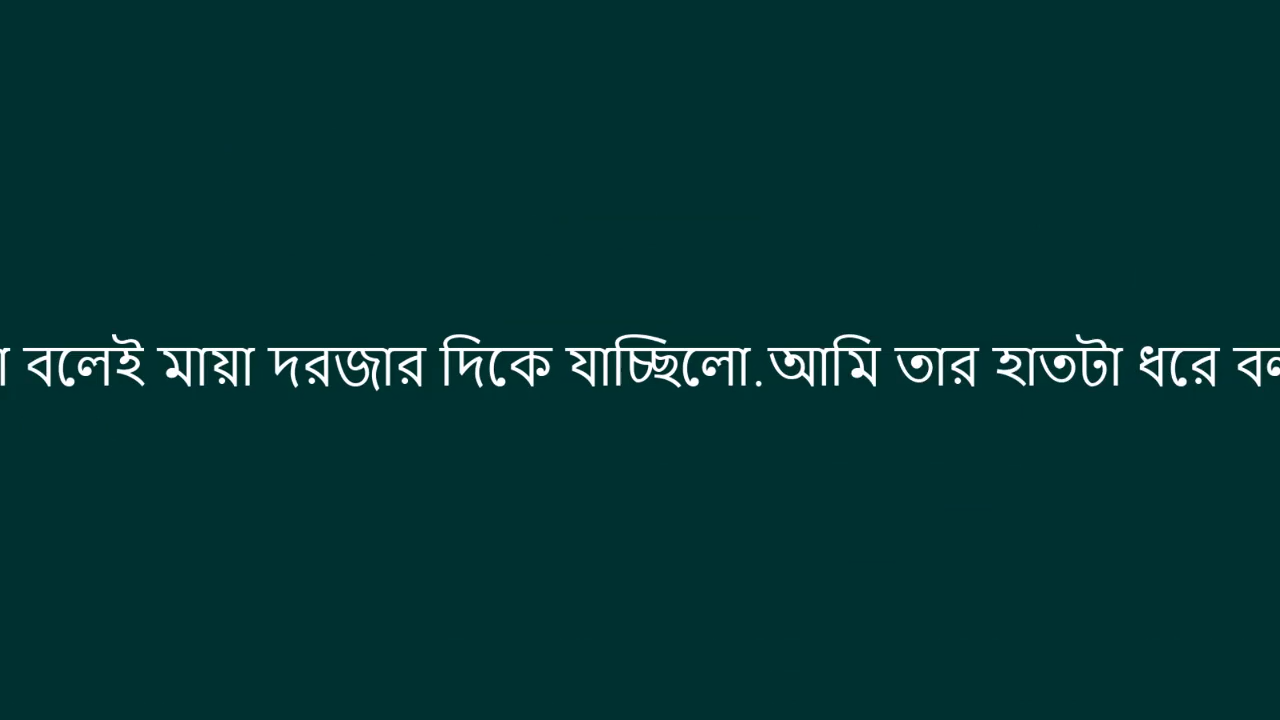 বলেই মায়া দরজার দিকে যাচ্ছিলো.আমি তার হাতটা ধরে